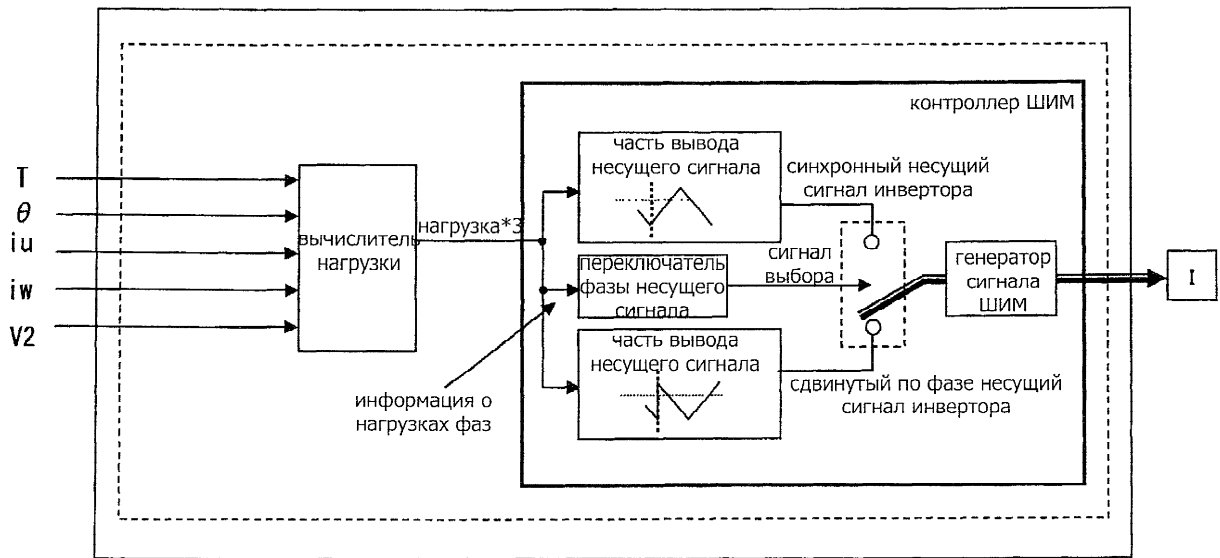 контроллер ШИМ
часть вывода
несущего сигнала
синхронный несущий
сигнал инвертора
T
θ
iu
iw
V2
вычислитель
нагрузки
нагрузка*3
переключатель
фазы несущего
сигнала
сигнал
выбора
генератор
сигнала
ШИМ
I
часть вывода
несущего сигнала
информация о
нагрузках фаз
сдвинутый по фазе несущий
сигнал инвертора